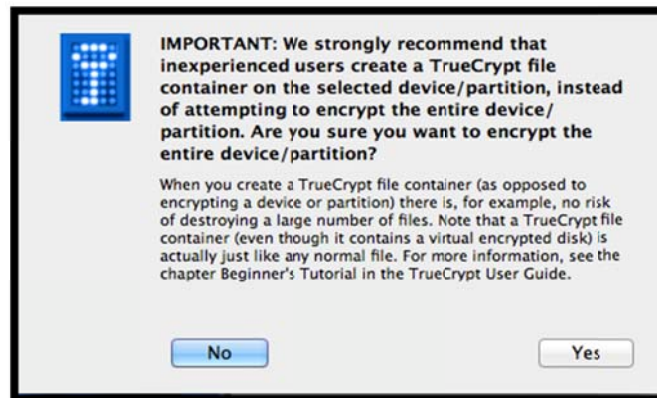 IMPORTANT: We strongly recommend that
inexperienced users create a TrueCrypt file
container on the selected device/partition, instead
of attempting to encrypt the entire device/
partition. Are you sure you want to encrypt the
entire device/partition?
When you create a TrueCrypt file container (as opposed to
encrypting a device or partition) there is, for example, no risk
of destroying a large number of files. Note that a TrueCrypt file
container (even though it contains a virtual encrypted disk) is
actually just like any normal file. For more information, see the
chapter Beginner's Tutorial in the TrueCrypt User Guide.
No
Yes